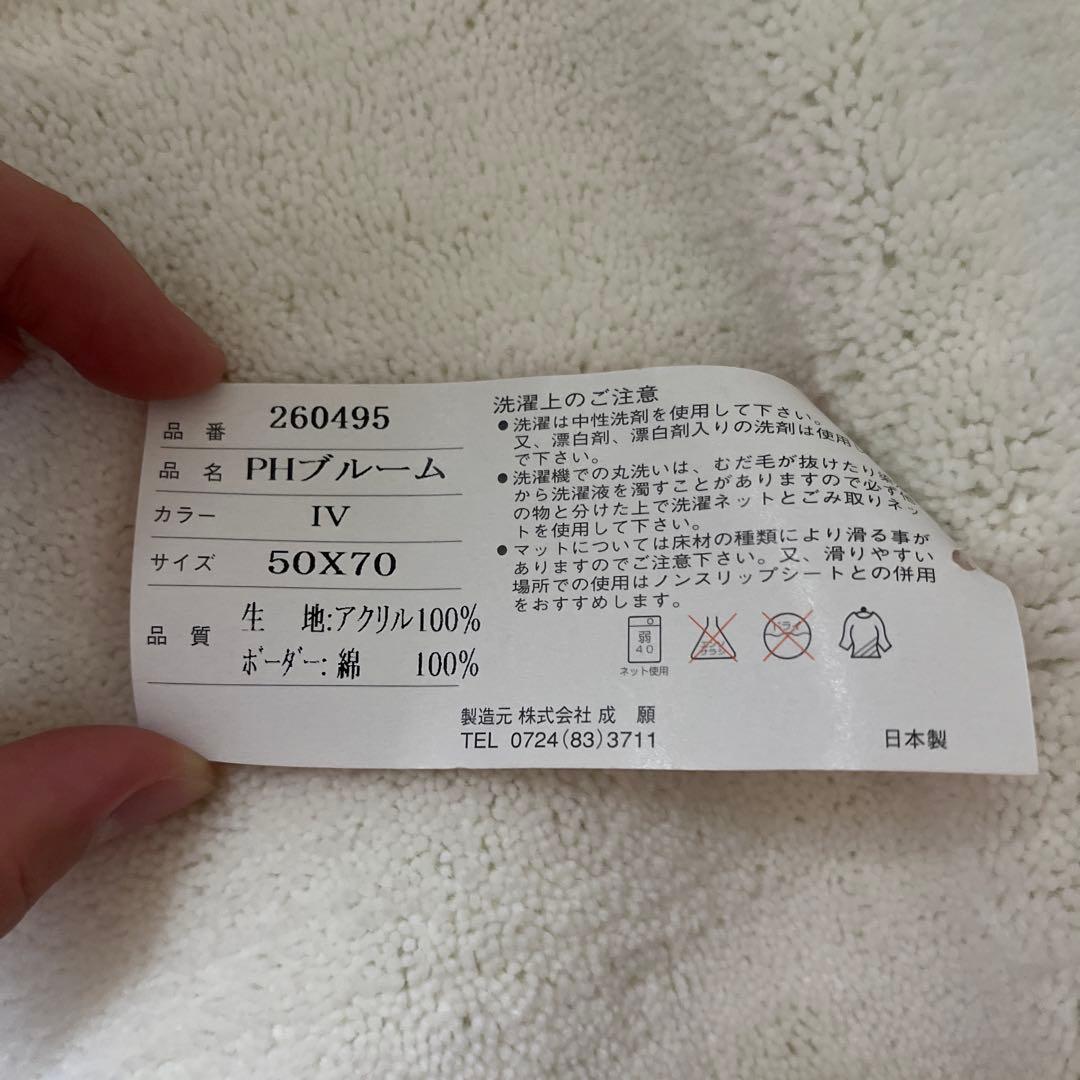 品番 260495
品名 PHブルーム
カラー IV
サイズ 50X70
品質 生 地:アクリル100%
ボーダー:綿 100%
洗濯上のご注意
●洗濯は中性洗剤を使用して下さい。
又、漂白剤、漂白剤入りの洗剤は使用
で下さい。
●洗濯機での丸洗いは、むだ毛が抜けたり
から洗濯液を濁すことがありますので必ず他
の物と分けた上で洗濯ネットとごみ取りネッ
トを使用して下さい。
●マットについては床材の種類により滑る事が
ありますのでご注意下さい。又、滑りやすい
場所での使用はノンスリップシートとの併用
をおすすめします。
弱
40
ネット使用
エンソ
サラシ
ドライ
製造元 株式会社 成 願
TEL 0724(83)3711
日本製